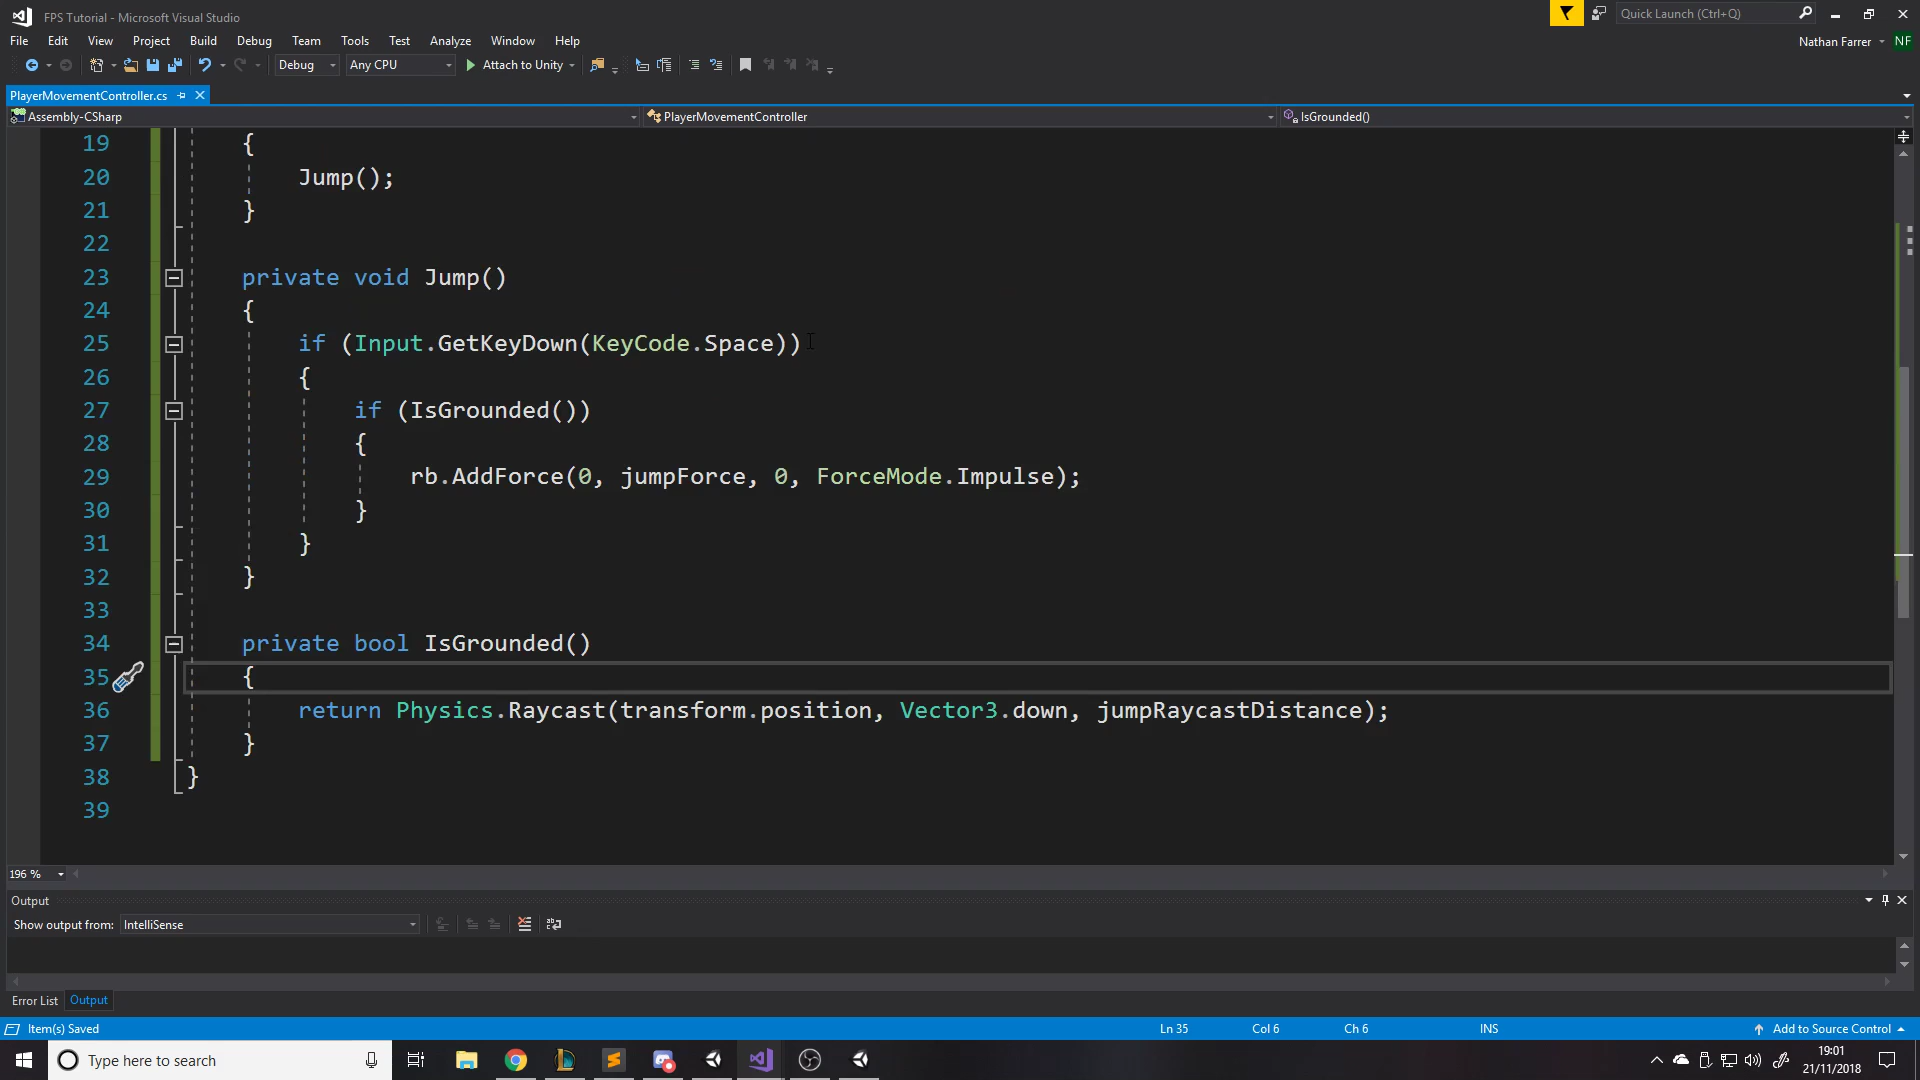 FPS Tutorial - Microsoft Visual Studio
Quick Launch (Ctrl+Q)
File Edit View Project Build Debug Team Tools Test Analyze Window Help
Nathan Farrer NF
Debug Any CPU Attach to Unity
PlayerMovementController.cs
Assembly-CSharp PlayerMovementController IsGrounded()
19 {
20 Jump();
21 }
22
23 private void Jump()
24 {
25 if (Input.GetKeyDown(KeyCode.Space))
26 {
27 if (IsGrounded())
28 {
29 rb.AddForce(0, jumpForce, 0, ForceMode.Impulse);
30 }
31 }
32 }
33
34 private bool IsGrounded()
35 {
36 return Physics.Raycast(transform.position, Vector3.down, jumpRaycastDistance);
37 }
38 }
39
196 %
Output
Show output from: IntelliSense
Error List Output
Item(s) Saved Ln 35 Col 6 Ch 6 INS Add to Source Control
Type here to search
19:01
21/11/2018